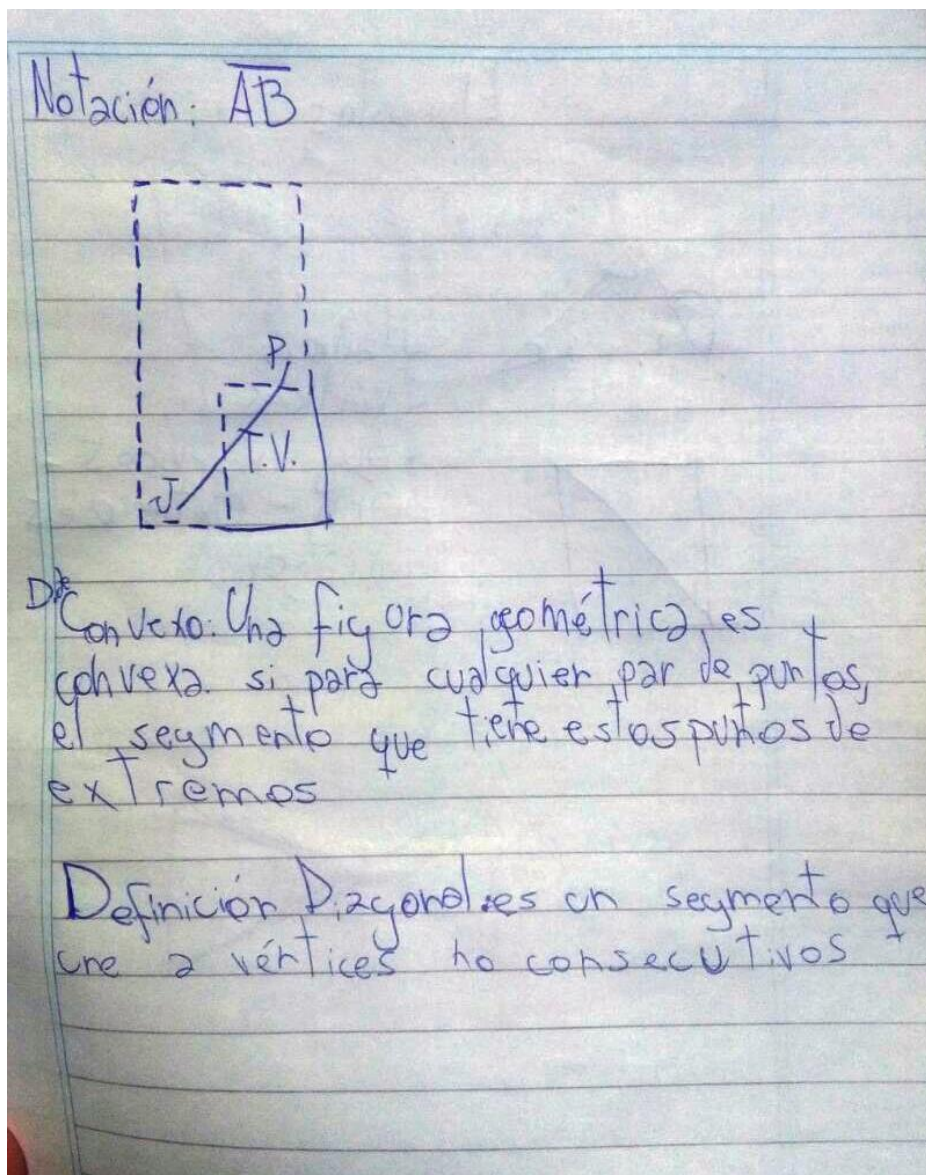 Notación: AB
P
T.V.
J
Def Convexo: Una figura geométrica es
convexa si para cualquier par de puntos,
el segmento que tiene estos puntos de
extremos
Definición Diagonal: es un segmento que
une 2 vértices no consecutivos